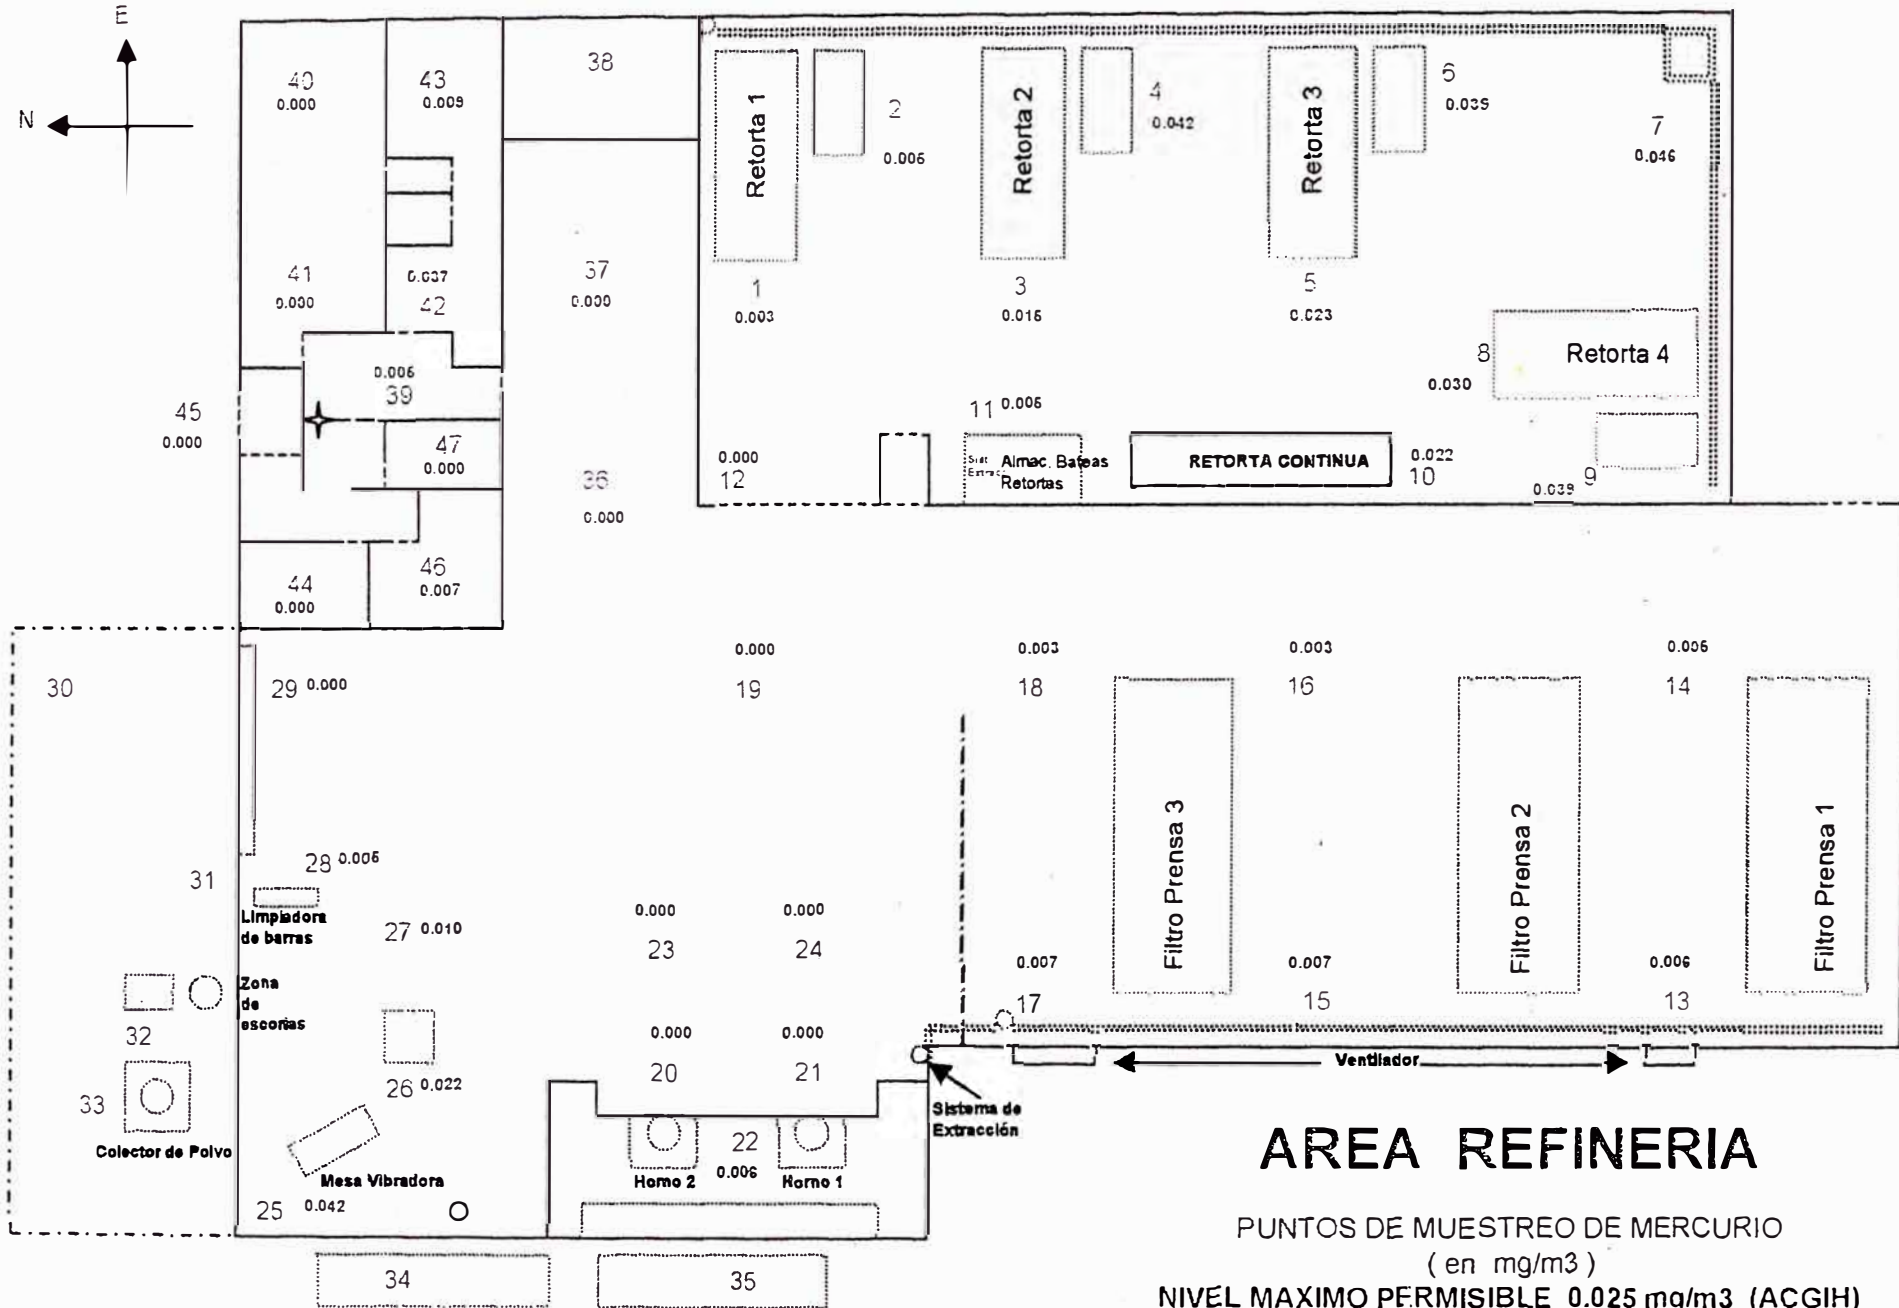 E
N
40
0.000
43
0.009
38
Retorta 1
2
0.006
Retorta 2
4
0.042
Retorta 3
6
0.039
7
0.046
41
0.000
0.037
42
37
0.000
1
0.003
3
0.016
5
0.023
8
0.030
Retorta 4
0.006
39
45
0.000
47
0.000
36
0.000
11 0.006
0.000
12
Almac. Bateas
Retortas
RETORTA CONTINUA
0.022
10
9
0.039
44
0.000
46
0.007
30
29 0.000
0.000
19
0.003
18
0.003
16
0.006
14
31
28 0.006
Limpiadora
de barras
27 0.010
0.000
23
0.000
24
Filtro Prensa 3
Filtro Prensa 2
Filtro Prensa 1
0.007
17
0.007
15
0.006
13
Zona
de
escorias
32
33
Colector de Polvo
26 0.022
0.000
20
0.000
21
Ventilador
Sistema de
Extracción
22
0.006
Horno 2
Horno 1
Mesa Vibradora
25 0.042
34
35
AREA REFINERIA
PUNTOS DE MUESTREO DE MERCURIO
( en mg/m3 )
NIVEL MAXIMO PERMISIBLE 0.025 mg/m3 (ACGIH)